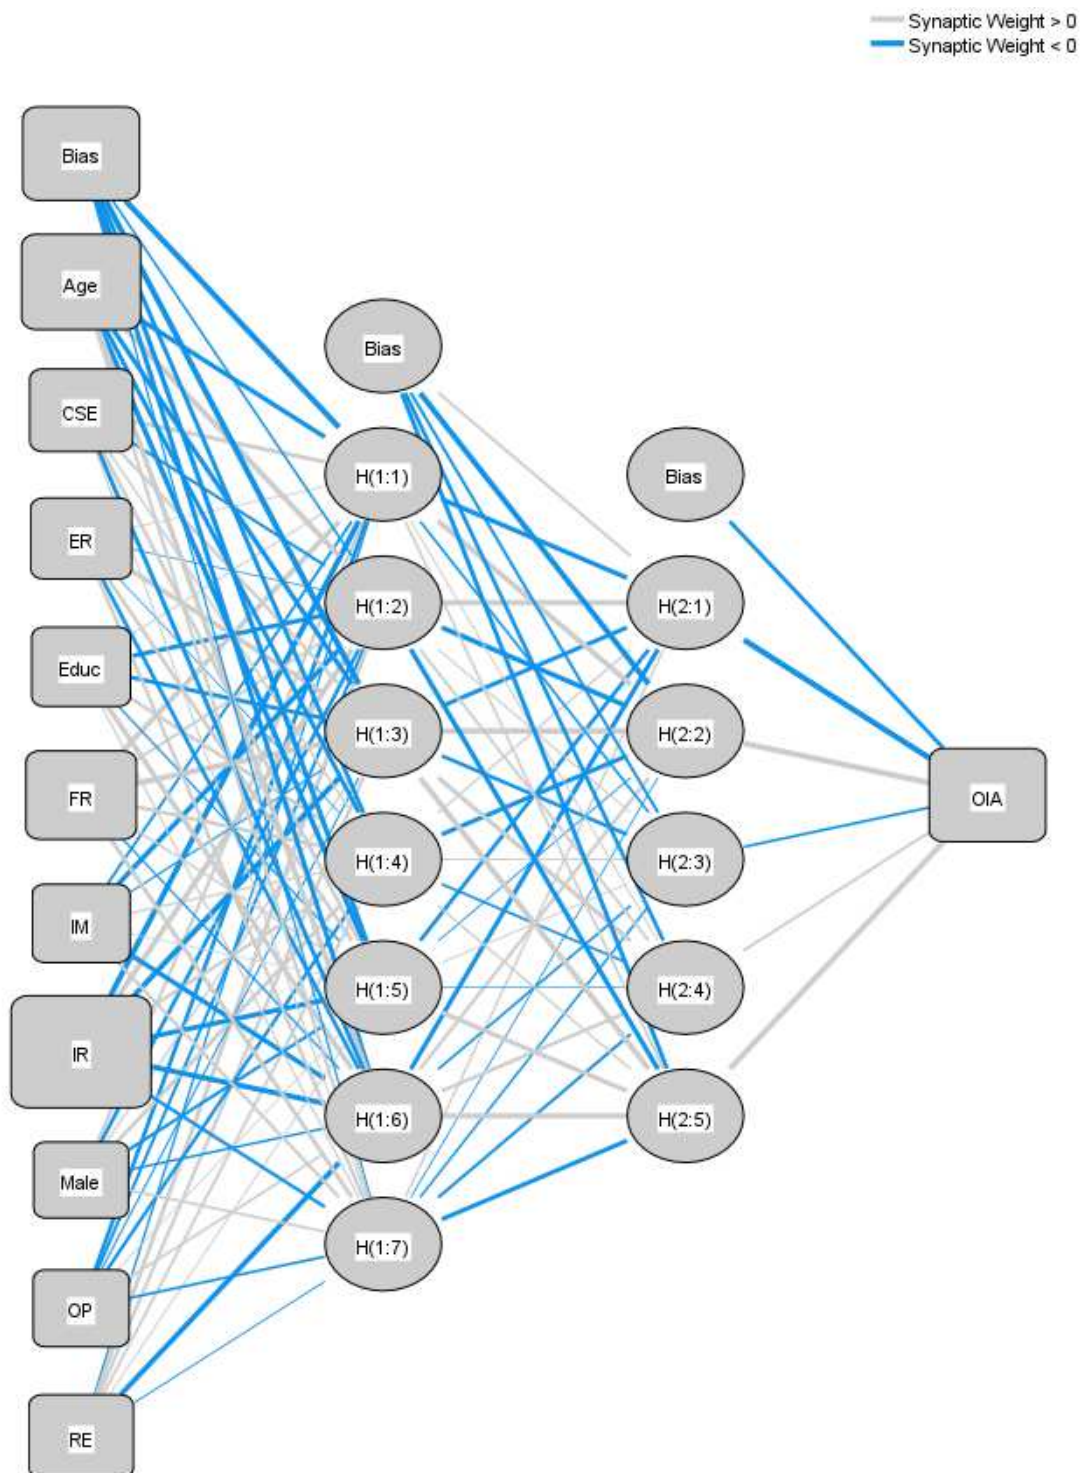 Synaptic Weight > 0
Synaptic Weight < 0
Bias
Age
CSE
ER
Educ
FR
IM
IR
Male
OP
RE
Bias
H(1:1)
H(1:2)
H(1:3)
H(1:4)
H(1:5)
H(1:6)
H(1:7)
Bias
H(2:1)
H(2:2)
H(2:3)
H(2:4)
H(2:5)
OIA